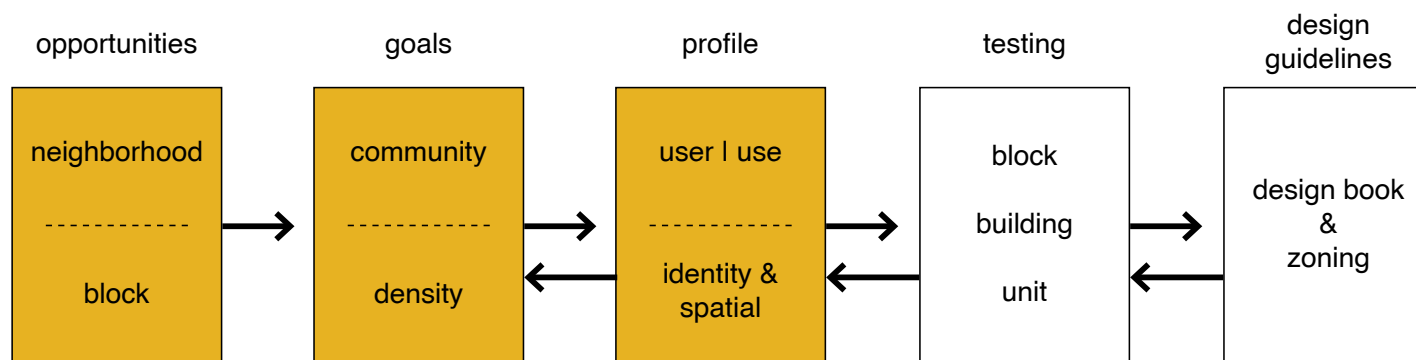 opportunities
goals
profile
testing
design
guidelines
neighborhood
block
community
density
user | use
identity &
spatial
block
building
unit
design book
&
zoning